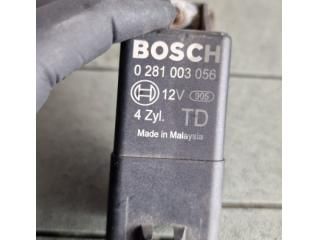 BOSCH
0 281 003 056
12V 905
4 Zyl. TD
Made in Malaysia